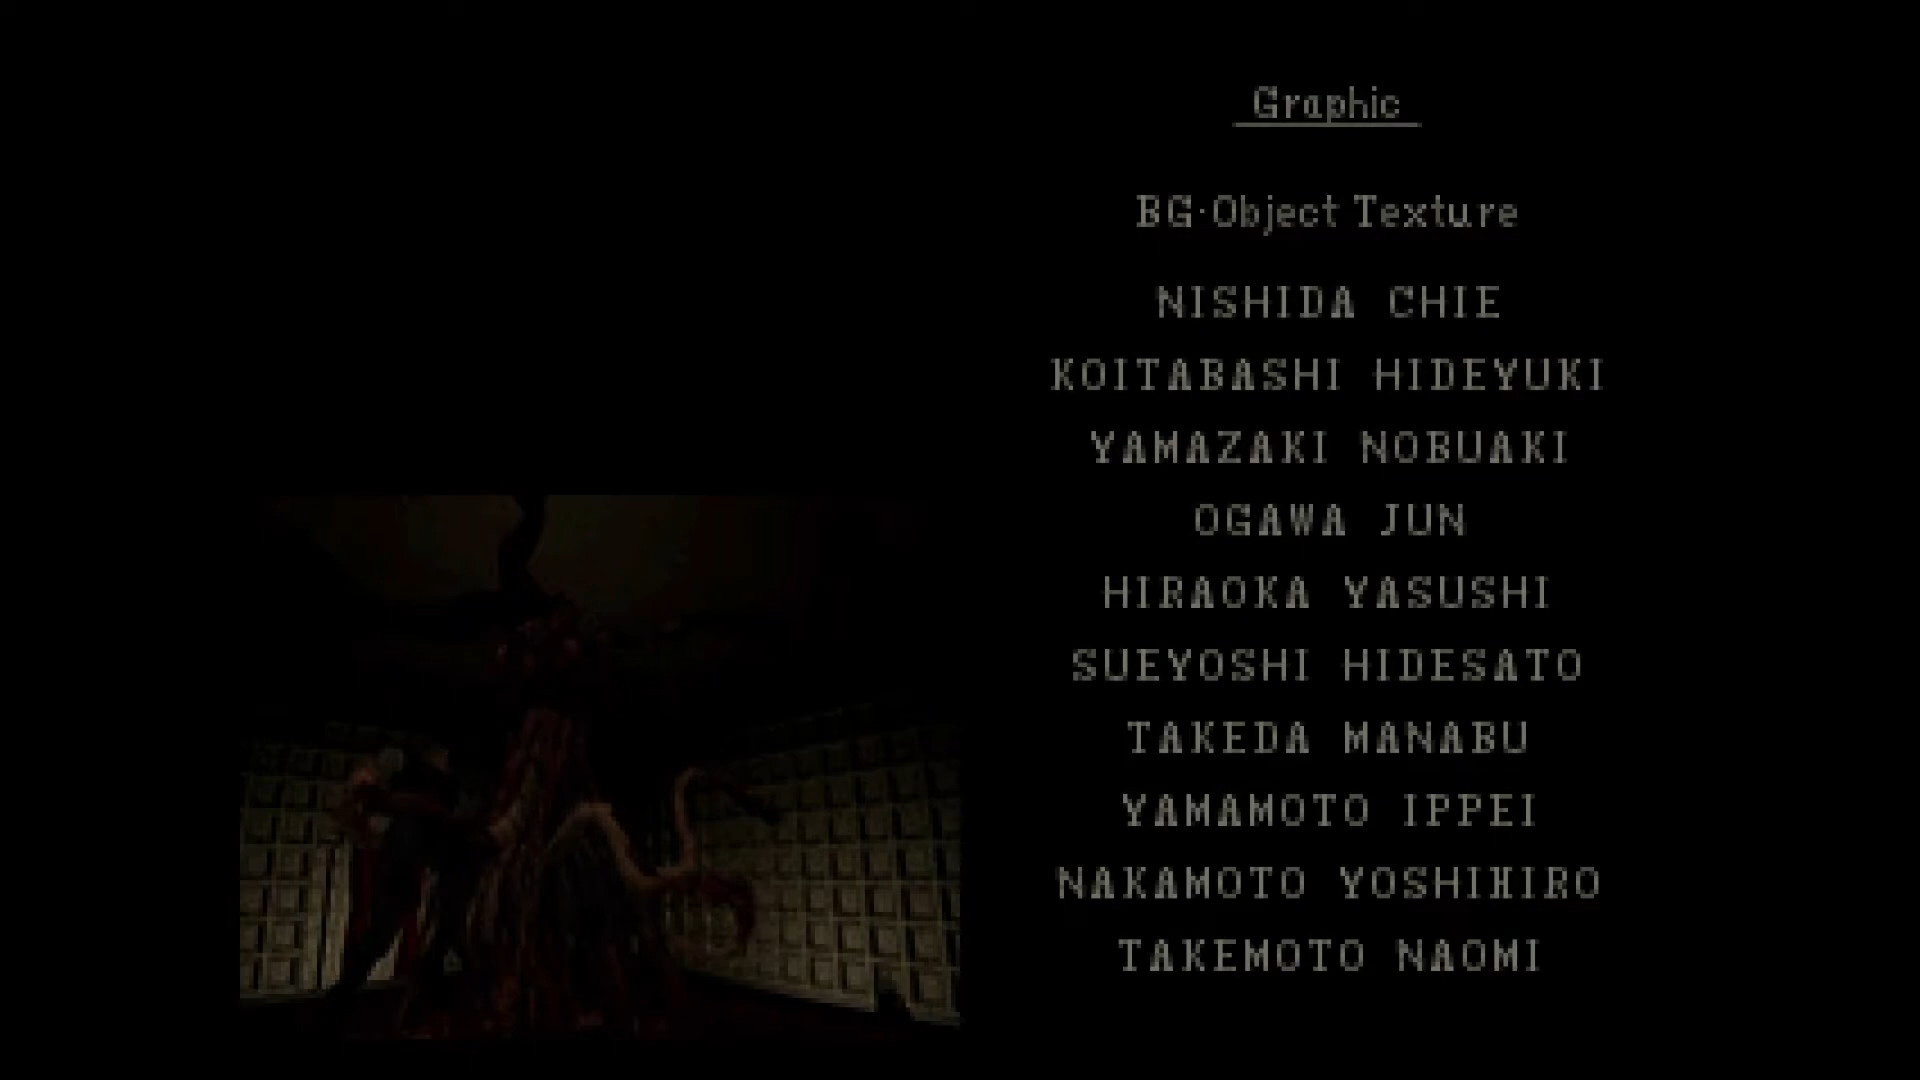 Graphic
BG·Object Texture
NISHIDA CHIE
KOITABASHI HIDEYUKI
YAMAZAKI NOBUAKI
OGAWA JUN
HIRAOKA YASUSHI
SUEYOSHI HIDESATO
TAKEDA MANABU
YAMAMOTO IPPEI
NAKAMOTO YOSHIHIRO
TAKEMOTO NAOMI